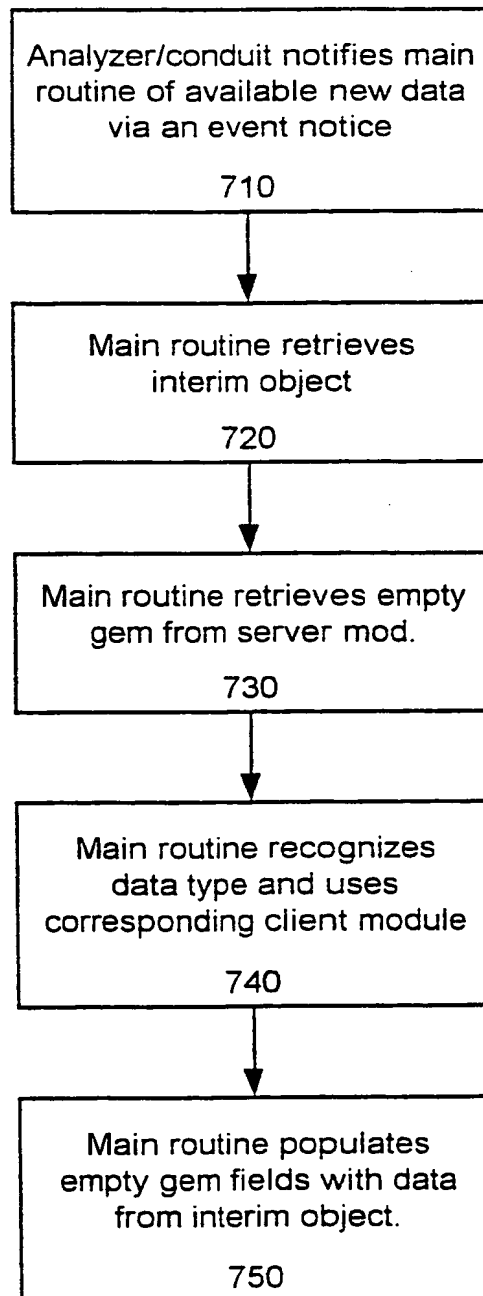 Analyzer/conduit notifies main
routine of available new data
via an event notice
710
Main routine retrieves
interim object
720
Main routine retrieves empty
gem from server mod.
730
Main routine recognizes
data type and uses
corresponding client module
740
Main routine populates
empty gem fields with data
from interim object.
750